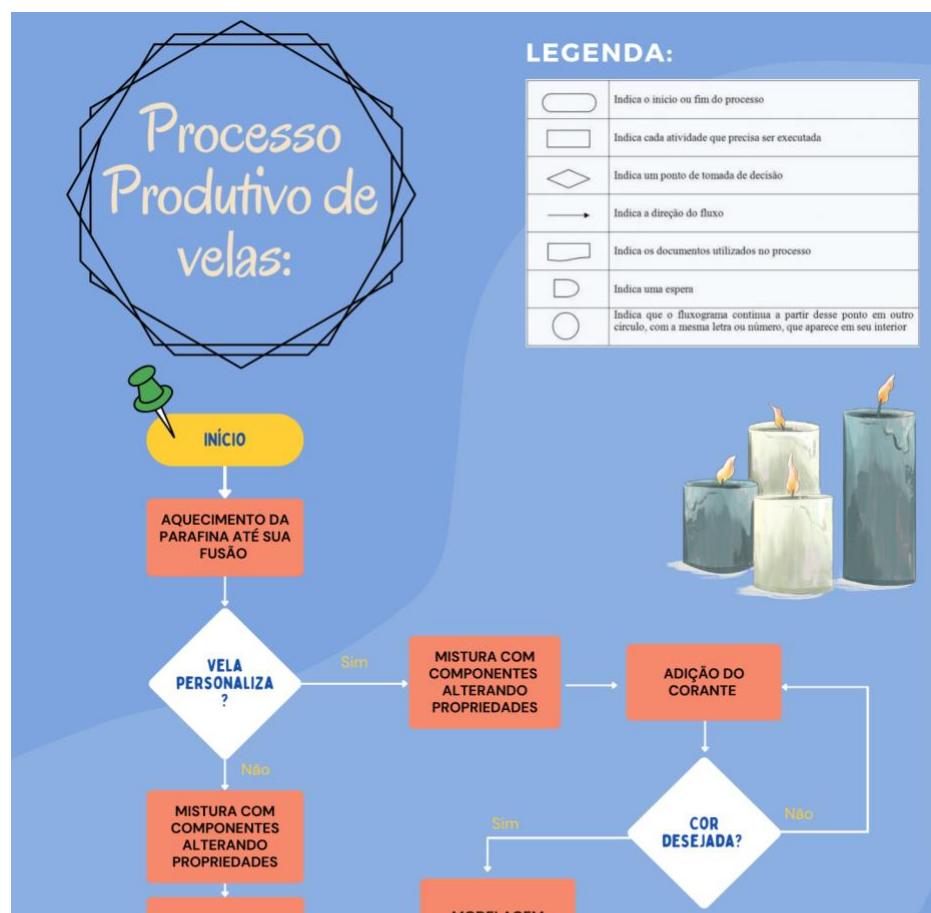 Processo
Produtivo de
velas:
LEGENDA:
Indica o inicio ou fim do processo
Indica cada atividade que precisa ser executada
Indica um ponto de tomada de decisão
Indica a direção do fluxo
Indica os documentos utilizados no processo
Indica uma espera
Indica que o fluxograma continua a partir desse ponto em outro
círculo, com a mesma letra ou número, que aparece em seu interior
INÍCIO
AQUECIMENTO DA
PARAFINA ATÉ SUA
FUSÃO
VELA
PERSONALIZA
?
Sim
MISTURA COM
COMPONENTES
ALTERANDO
PROPRIEDADES
ADIÇÃO DO
CORANTE
Não
MISTURA COM
COMPONENTES
ALTERANDO
PROPRIEDADES
Sim
COR
DESEJADA?
Não
MODELAGEM